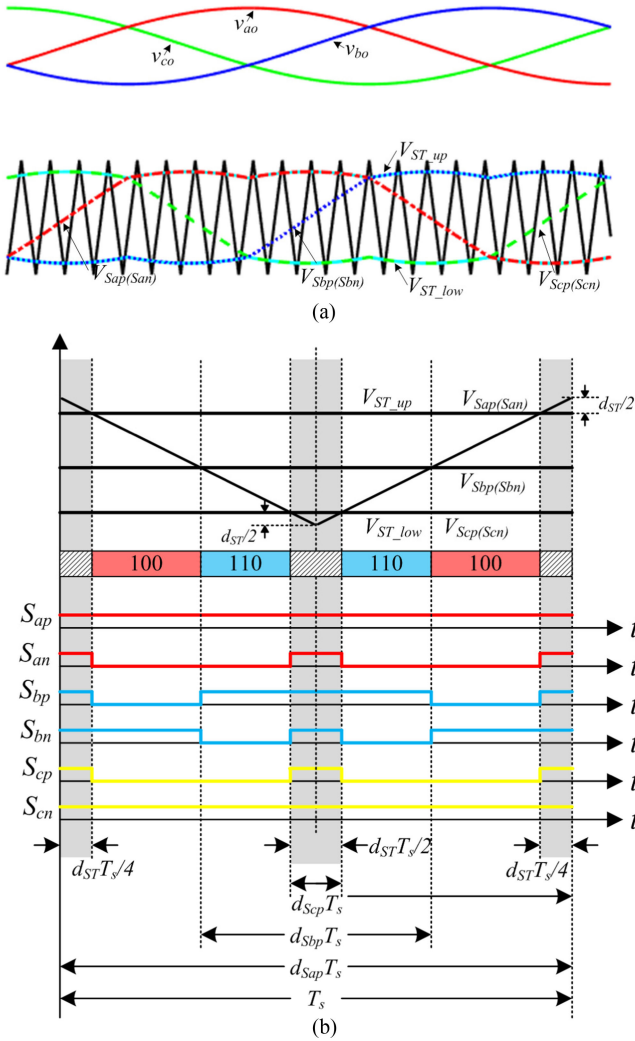 v_ao
v_co
v_bo
V_ST_up
V_Sap(San)
V_Sbp(Sbn)
V_ST_low
V_Scp(Scn)
(a)
V_ST_up
V_Sap(San)
d_ST/2
V_Sbp(Sbn)
d_ST/2
V_ST_low
V_Scp(Scn)
100 110 110 100
S_ap t
S_an t
S_bp t
S_bn t
S_cp t
S_cn t
d_ST T_s/4
d_ST T_s/2
d_ST T_s/4
d_Scp T_s
d_Sbp T_s
d_Sap T_s
T_s
(b)